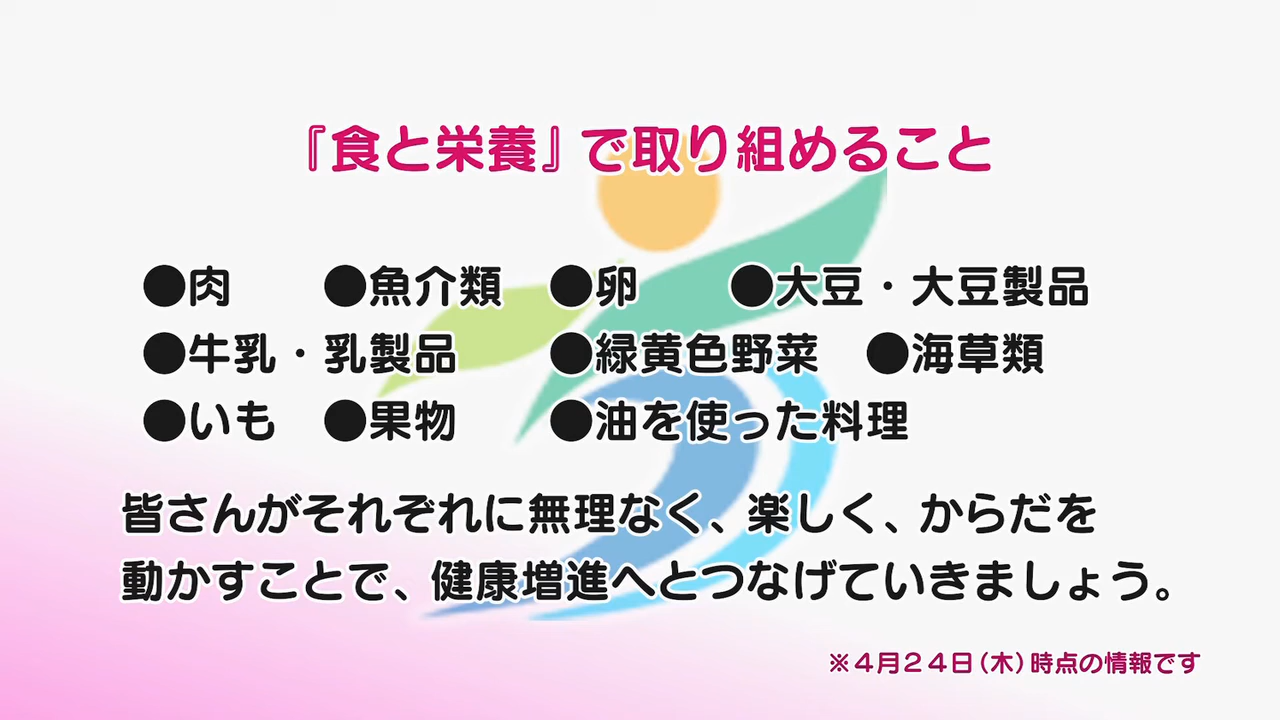 『食と栄養』で取り組めること
●肉　●魚介類　●卵　●大豆・大豆製品
●牛乳・乳製品　●緑黄色野菜　●海草類
●いも　●果物　●油を使った料理
皆さんがそれぞれに無理なく、楽しく、からだを
動かすことで、健康増進へとつなげていきましょう。
※４月２４日（木）時点の情報です